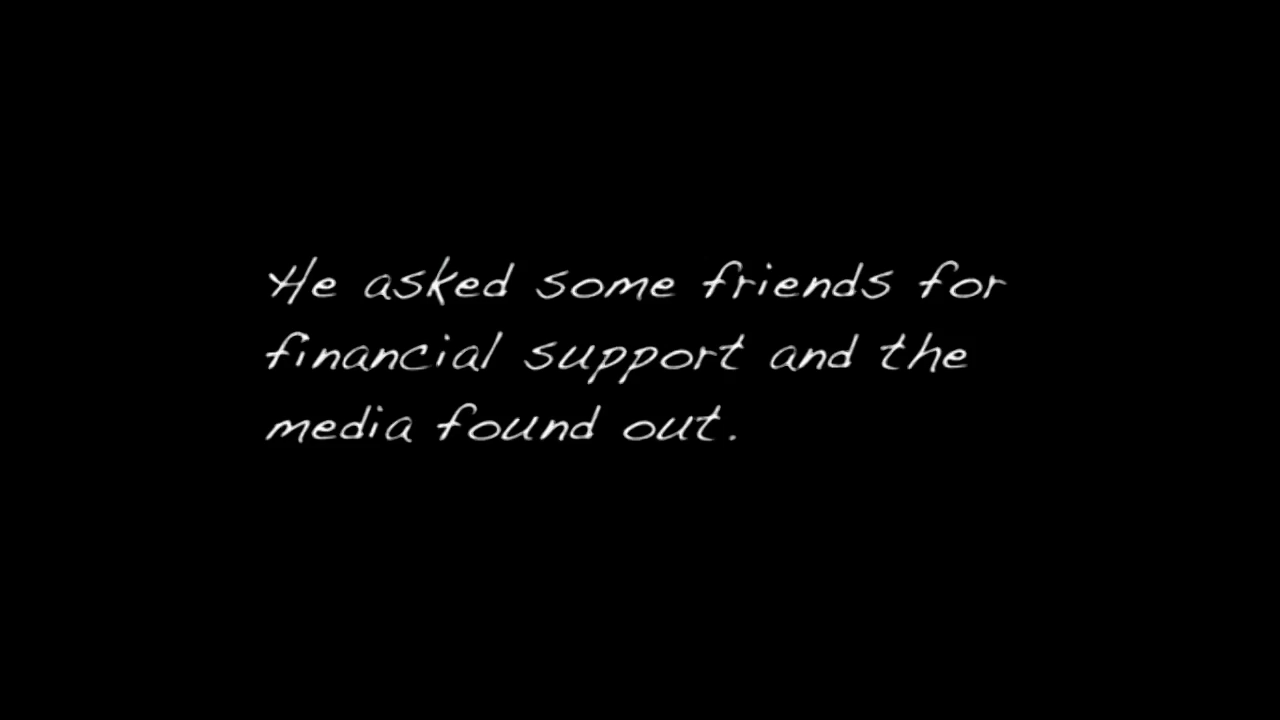 He asked some friends for
financial support and the
media found out.